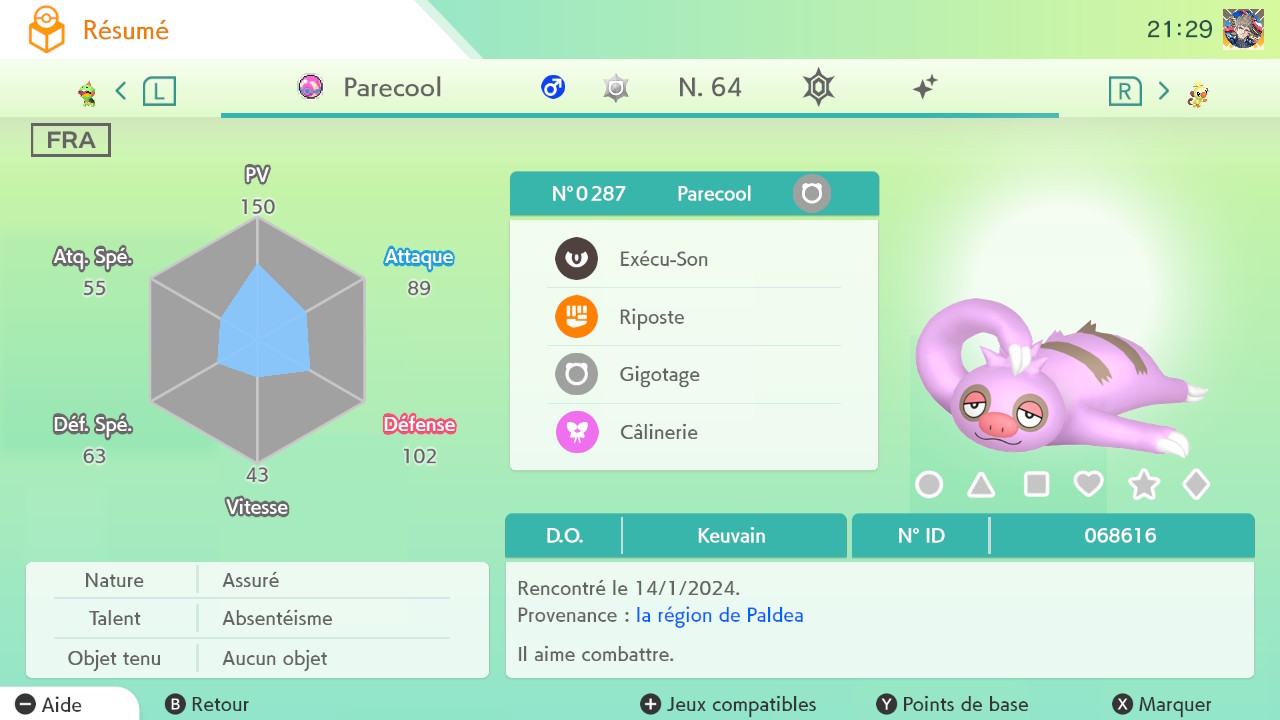 Résumé
21:29
L
Parecool
N. 64
R
FRA
PV
150
Atq. Spé.
55
Attaque
89
Déf. Spé.
63
Défense
102
43
Vitesse
N° 0287 Parecool
Exécu-Son
Riposte
Gigotage
Câlinerie
D.O. Keuvain
N° ID 068616
Rencontré le 14/1/2024.
Provenance : la région de Paldea
Il aime combattre.
Nature Assuré
Talent Absentéisme
Objet tenu Aucun objet
Aide
B Retour
Jeux compatibles
Y Points de base
X Marquer